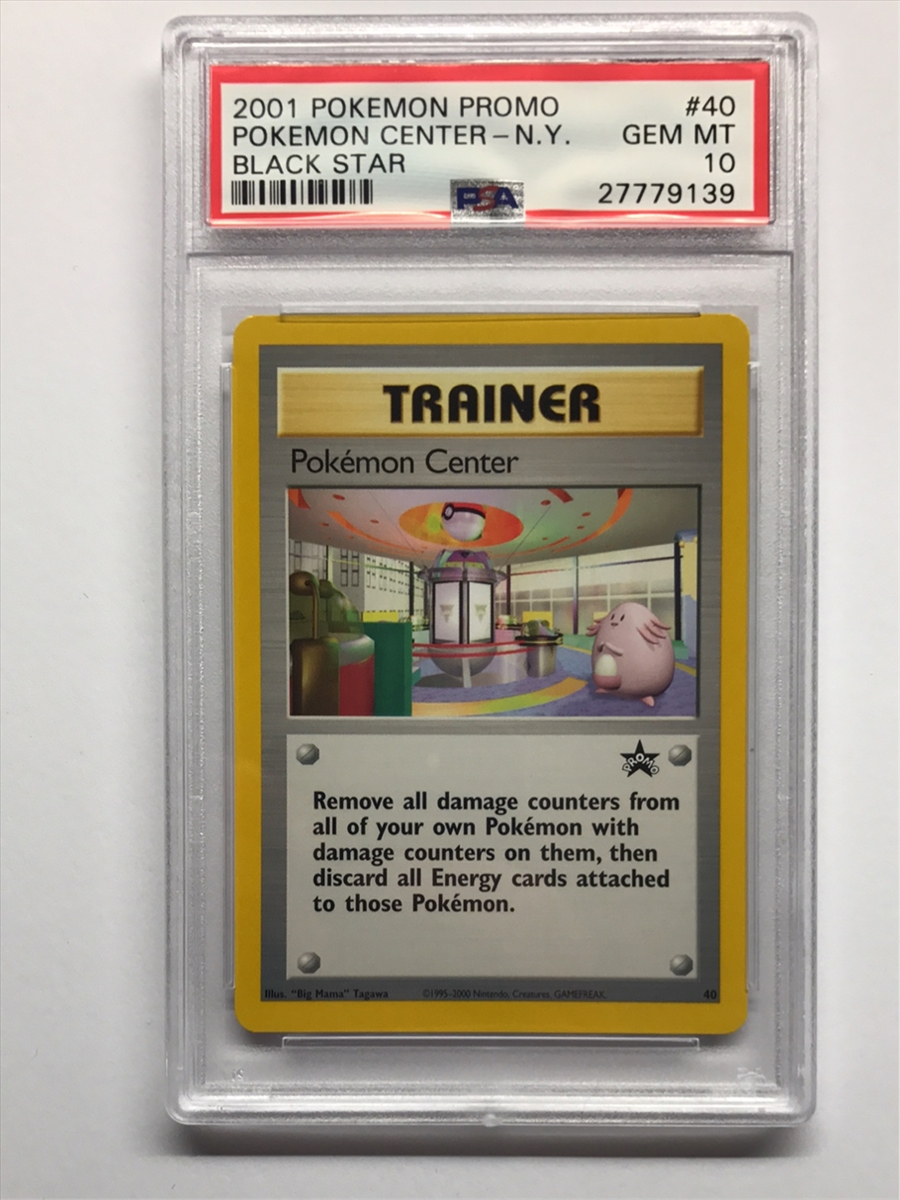 2001 POKEMON PROMO #40
POKEMON CENTER-N.Y. GEM MT
BLACK STAR 10
PSA 27779139
TRAINER
Pokémon Center
PROMO
Remove all damage counters from
all of your own Pokémon with
damage counters on them, then
discard all Energy cards attached
to those Pokémon.
Illus. "Big Mama" Tagawa ©1995-2000 Nintendo, Creatures, GAMEFREAK. 40